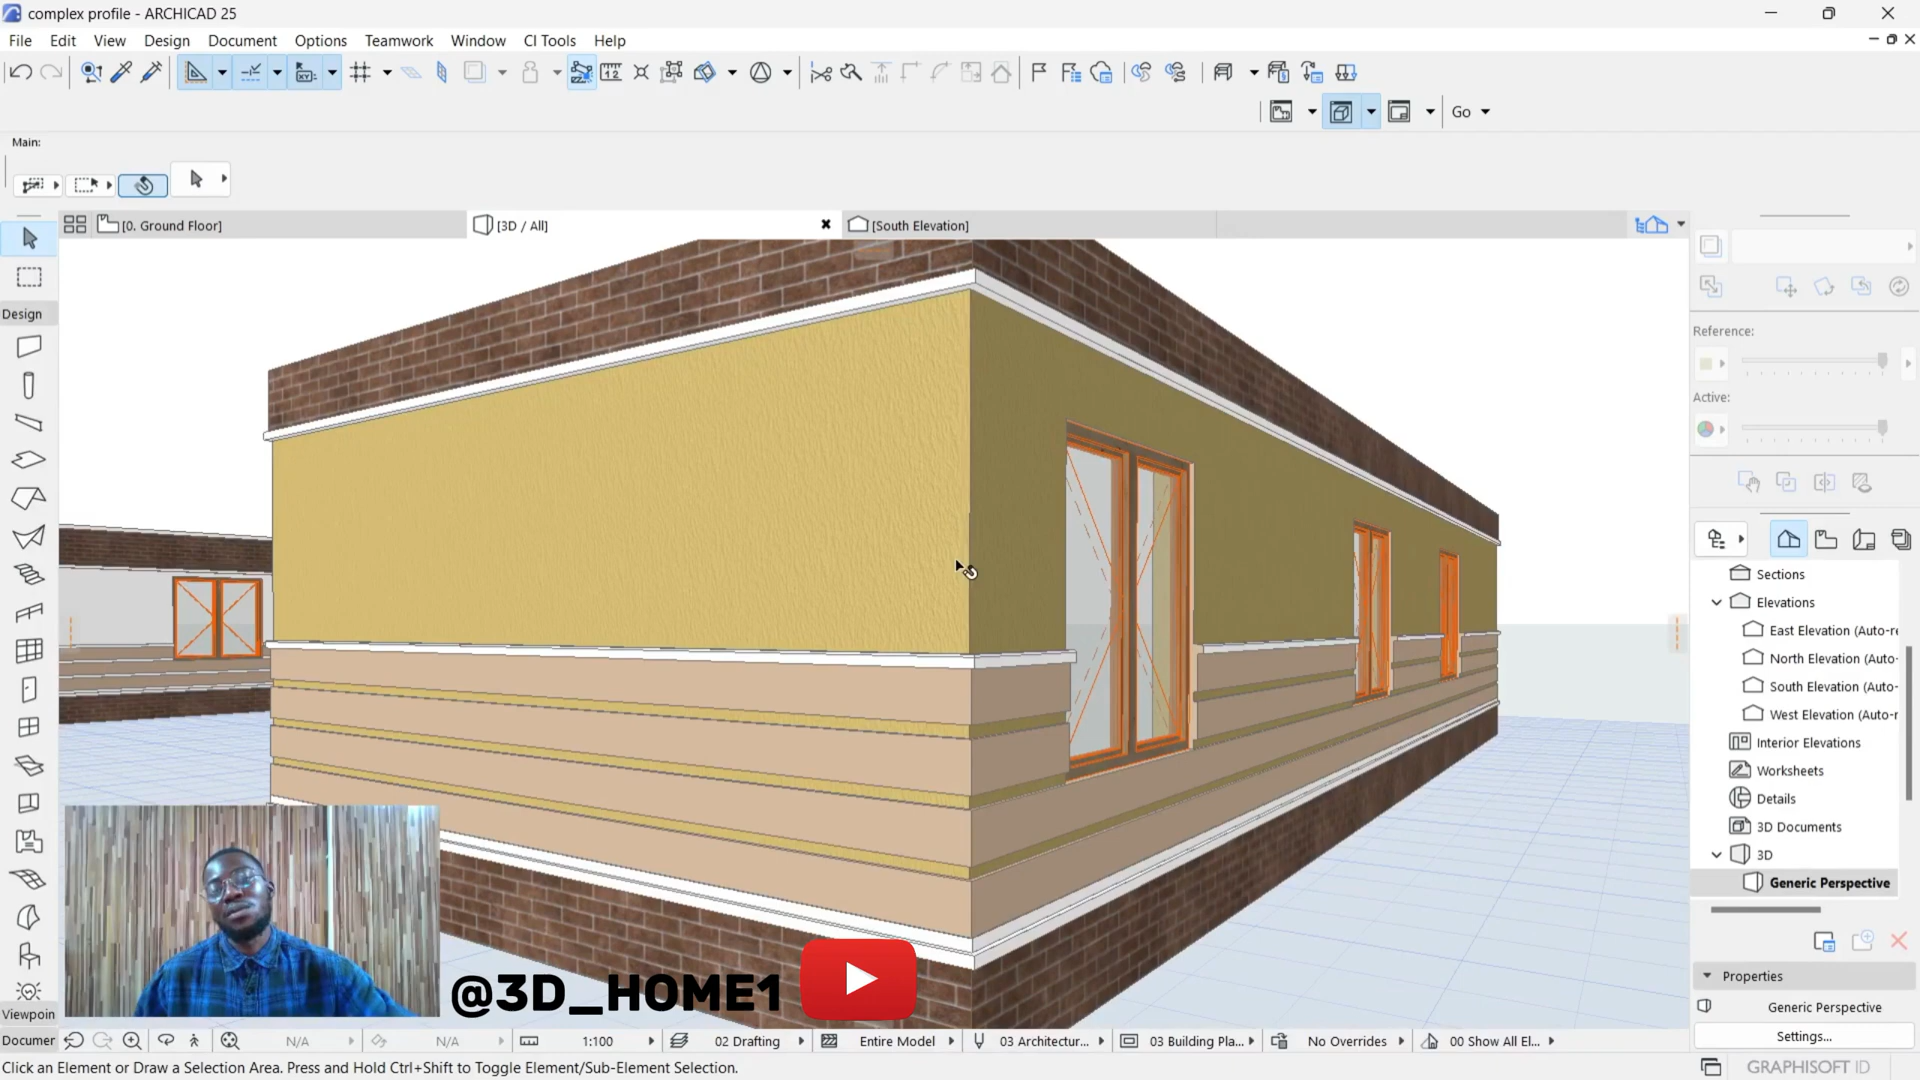 complex profile - ARCHICAD 25
File Edit View Design Document Options Teamwork Window CI Tools Help
Go
Main:
[0. Ground Floor] [3D / All] [South Elevation]
Design
Reference:
Active:
Sections
Elevations
East Elevation (Auto-re
North Elevation (Auto-
South Elevation (Auto-
West Elevation (Auto-r
Interior Elevations
Worksheets
Details
3D Documents
3D
Generic Perspective
@3D_HOME1
Properties
Generic Perspective
Settings...
Viewpoin
Documer
N/A N/A 1:100 02 Drafting Entire Model 03 Architectur... 03 Building Pla... No Overrides 00 Show All El...
Click an Element or Draw a Selection Area. Press and Hold Ctrl+Shift to Toggle Element/Sub-Element Selection.
GRAPHISOFT ID